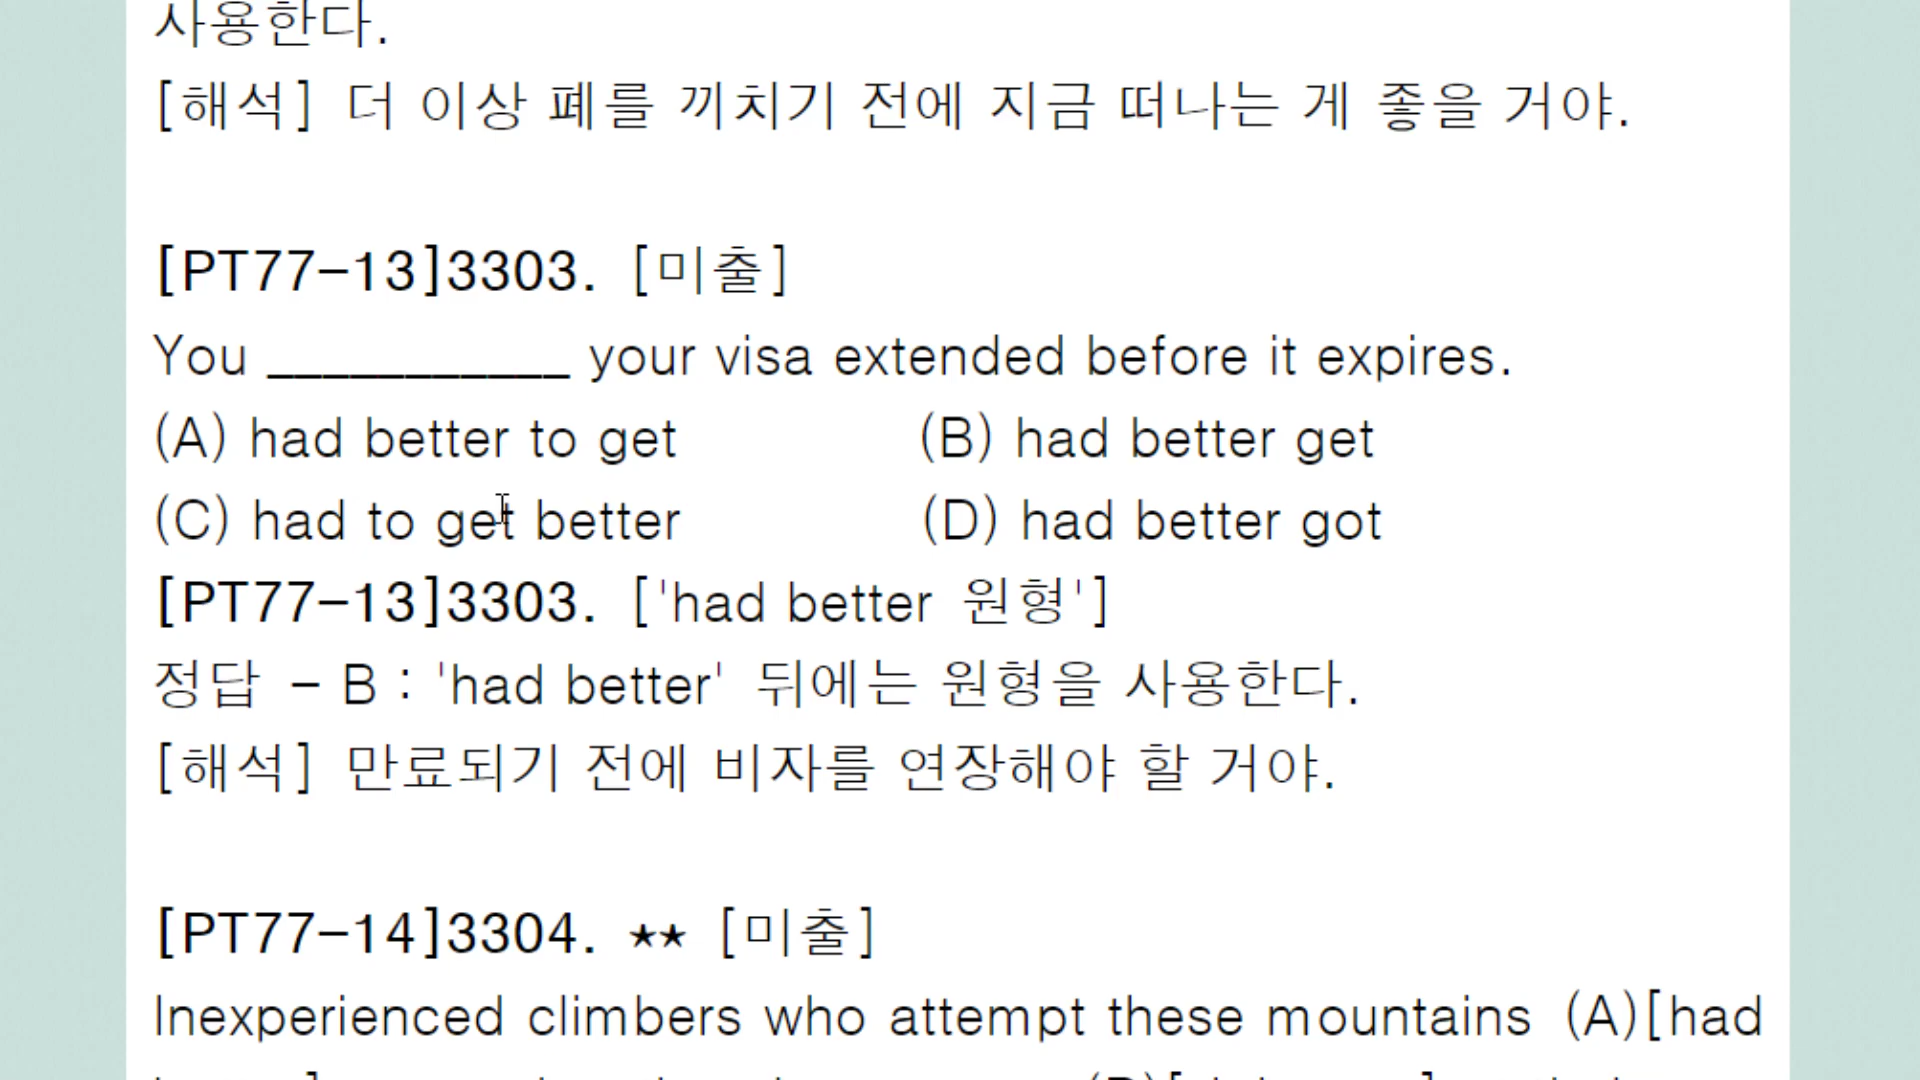 사용한다.
[해석] 더 이상 폐를 끼치기 전에 지금 떠나는 게 좋을 거야.
[PT77-13]3303. [미출]
You ___________ your visa extended before it expires.
(A) had better to get (B) had better get
(C) had to get better (D) had better got
[PT77-13]3303. ['had better 원형']
정답 - B : 'had better' 뒤에는 원형을 사용한다.
[해석] 만료되기 전에 비자를 연장해야 할 거야.
[PT77-14]3304. ★★ [미출]
Inexperienced climbers who attempt these mountains (A)[had